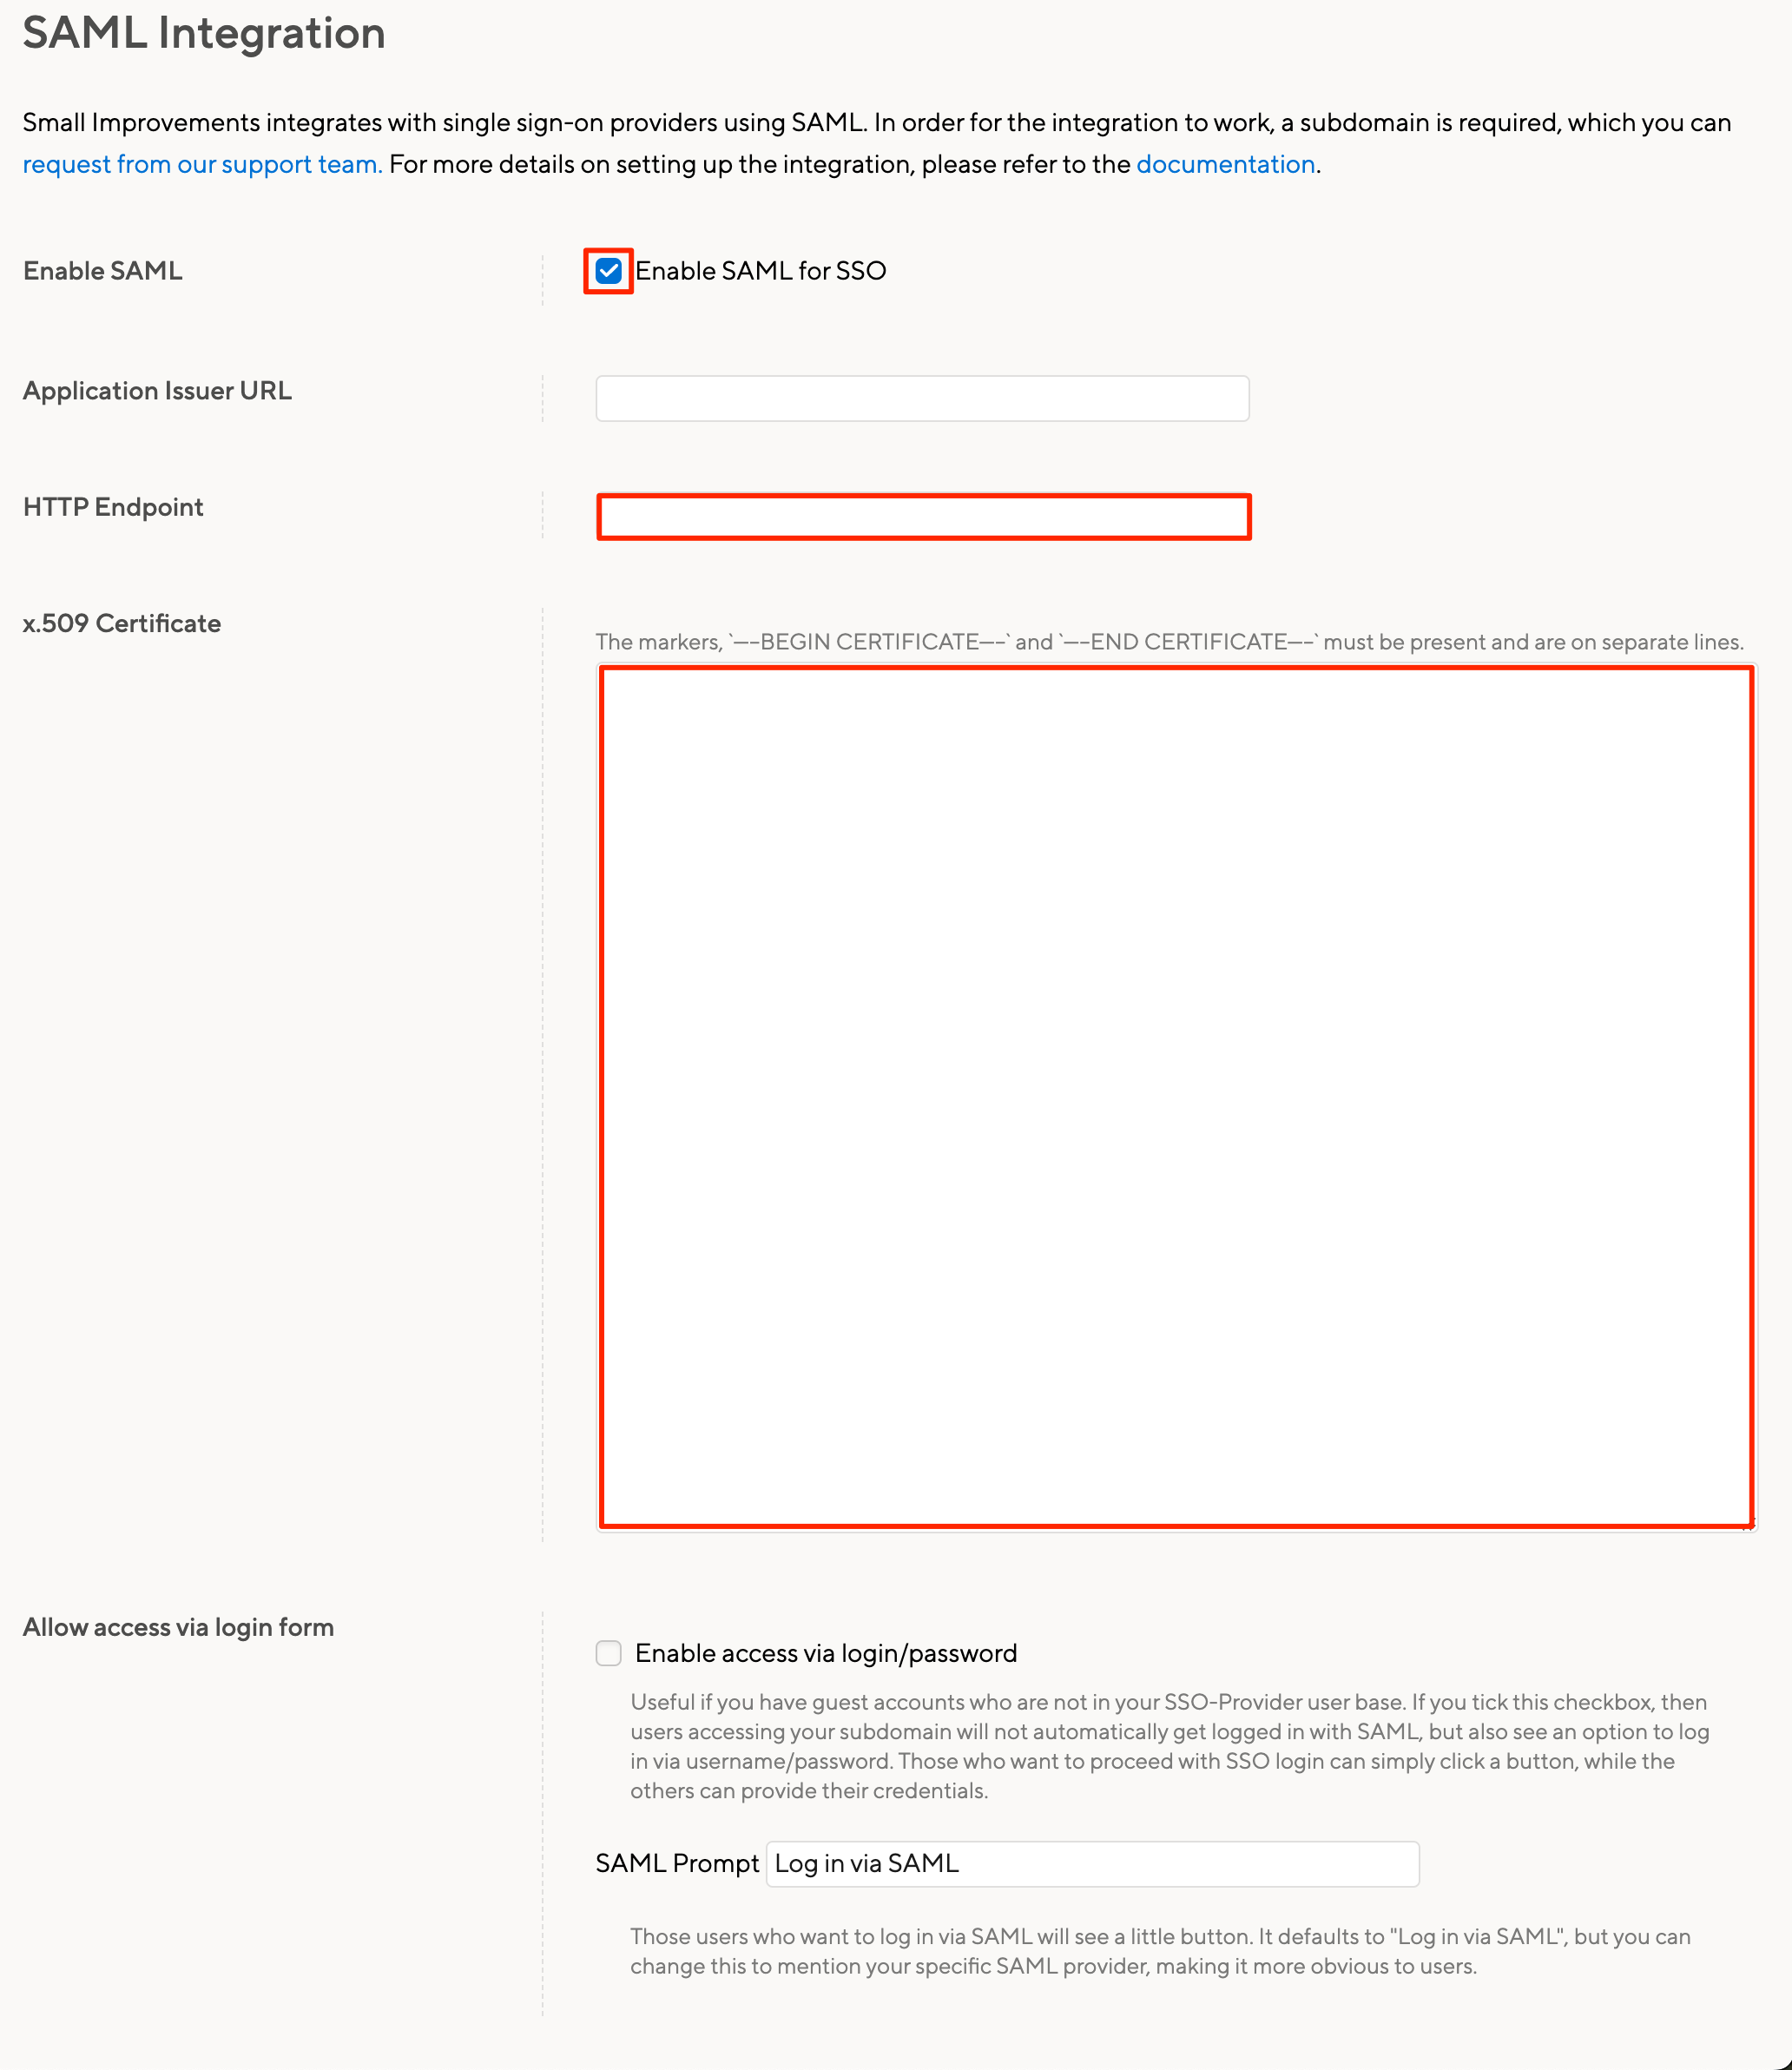 SAML Integration
Small Improvements integrates with single sign-on providers using SAML. In order for the integration to work, a subdomain is required, which you can
request from our support team. For more details on setting up the integration, please refer to the documentation.
Enable SAML
Enable SAML for SSO
Application Issuer URL
HTTP Endpoint
x.509 Certificate
The markers, `—--BEGIN CERTIFICATE—--` and `—--END CERTIFICATE—--` must be present and are on separate lines.
Allow access via login form
Enable access via login/password
Useful if you have guest accounts who are not in your SSO-Provider user base. If you tick this checkbox, then
users accessing your subdomain will not automatically get logged in with SAML, but also see an option to log
in via username/password. Those who want to proceed with SSO login can simply click a button, while the
others can provide their credentials.
SAML Prompt Log in via SAML
Those users who want to log in via SAML will see a little button. It defaults to "Log in via SAML", but you can
change this to mention your specific SAML provider, making it more obvious to users.